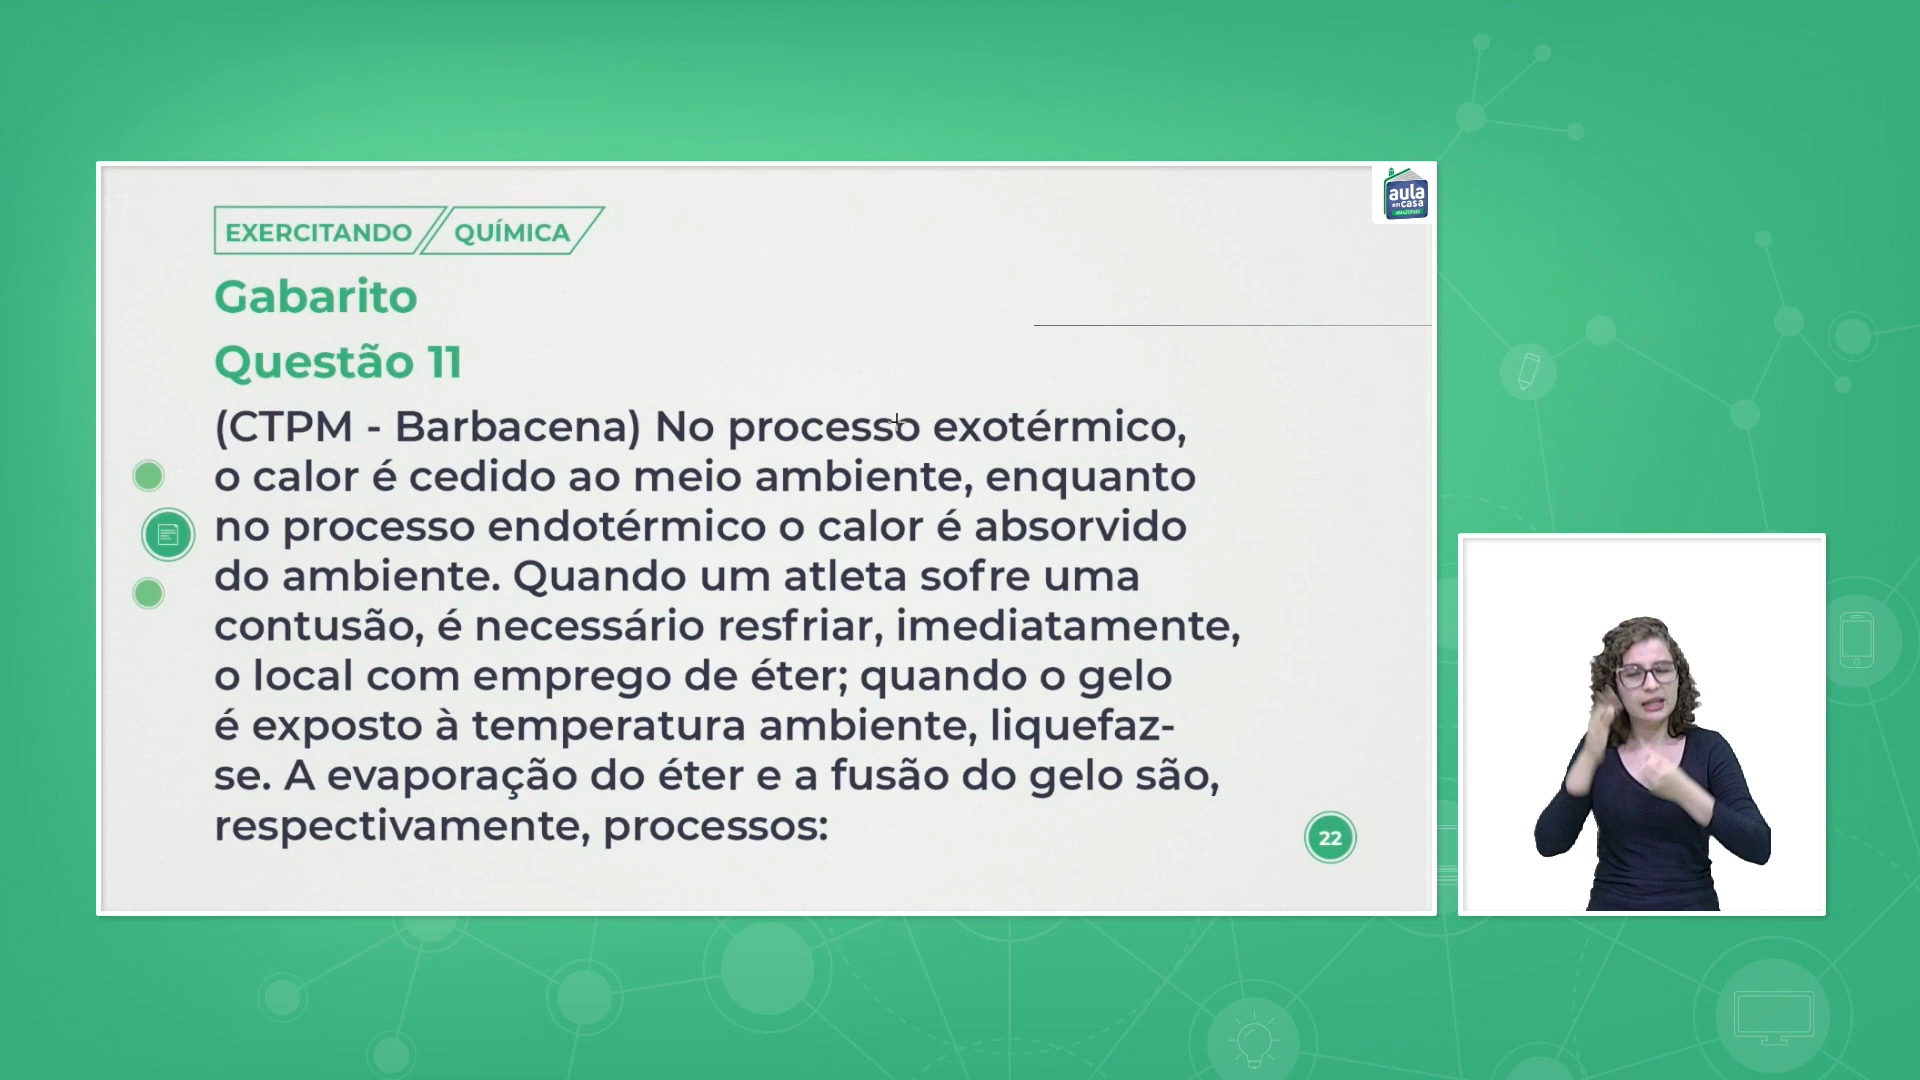 aula
em casa
AMAZONAS
EXERCITANDO QUÍMICA
Gabarito
Questão 11
(CTPM - Barbacena) No processo exotérmico,
o calor é cedido ao meio ambiente, enquanto
no processo endotérmico o calor é absorvido
do ambiente. Quando um atleta sofre uma
contusão, é necessário resfriar, imediatamente,
o local com emprego de éter; quando o gelo
é exposto à temperatura ambiente, liquefaz-
se. A evaporação do éter e a fusão do gelo são,
respectivamente, processos:
22